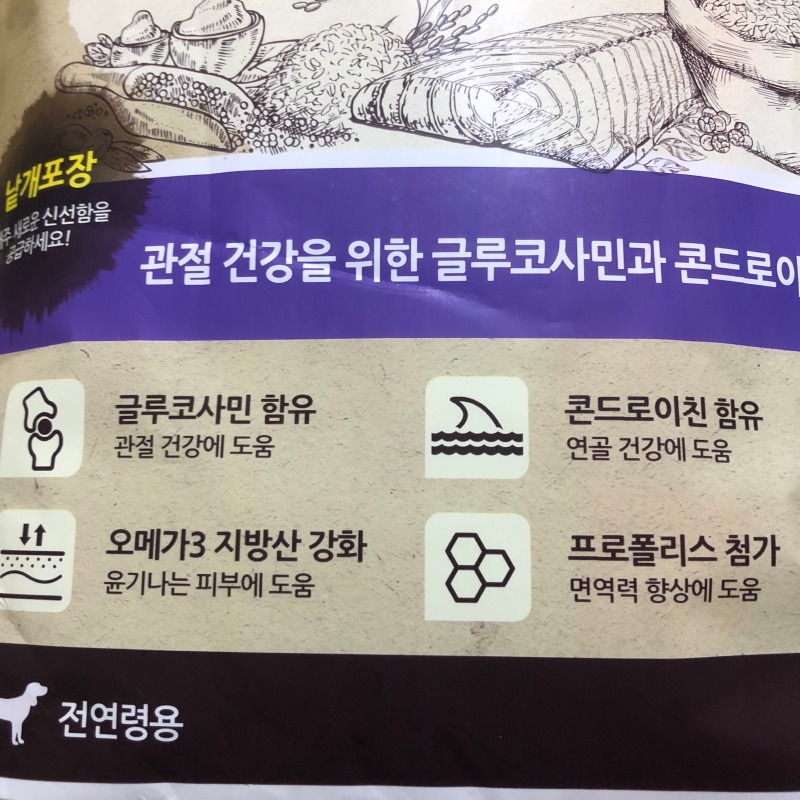 낱개포장
새로운 신선함을
공급하세요!
관절 건강을 위한 글루코사민과 콘드로이
글루코사민 함유
관절 건강에 도움
콘드로이친 함유
연골 건강에 도움
오메가3 지방산 강화
윤기나는 피부에 도움
프로폴리스 첨가
면역력 향상에 도움
전연령용